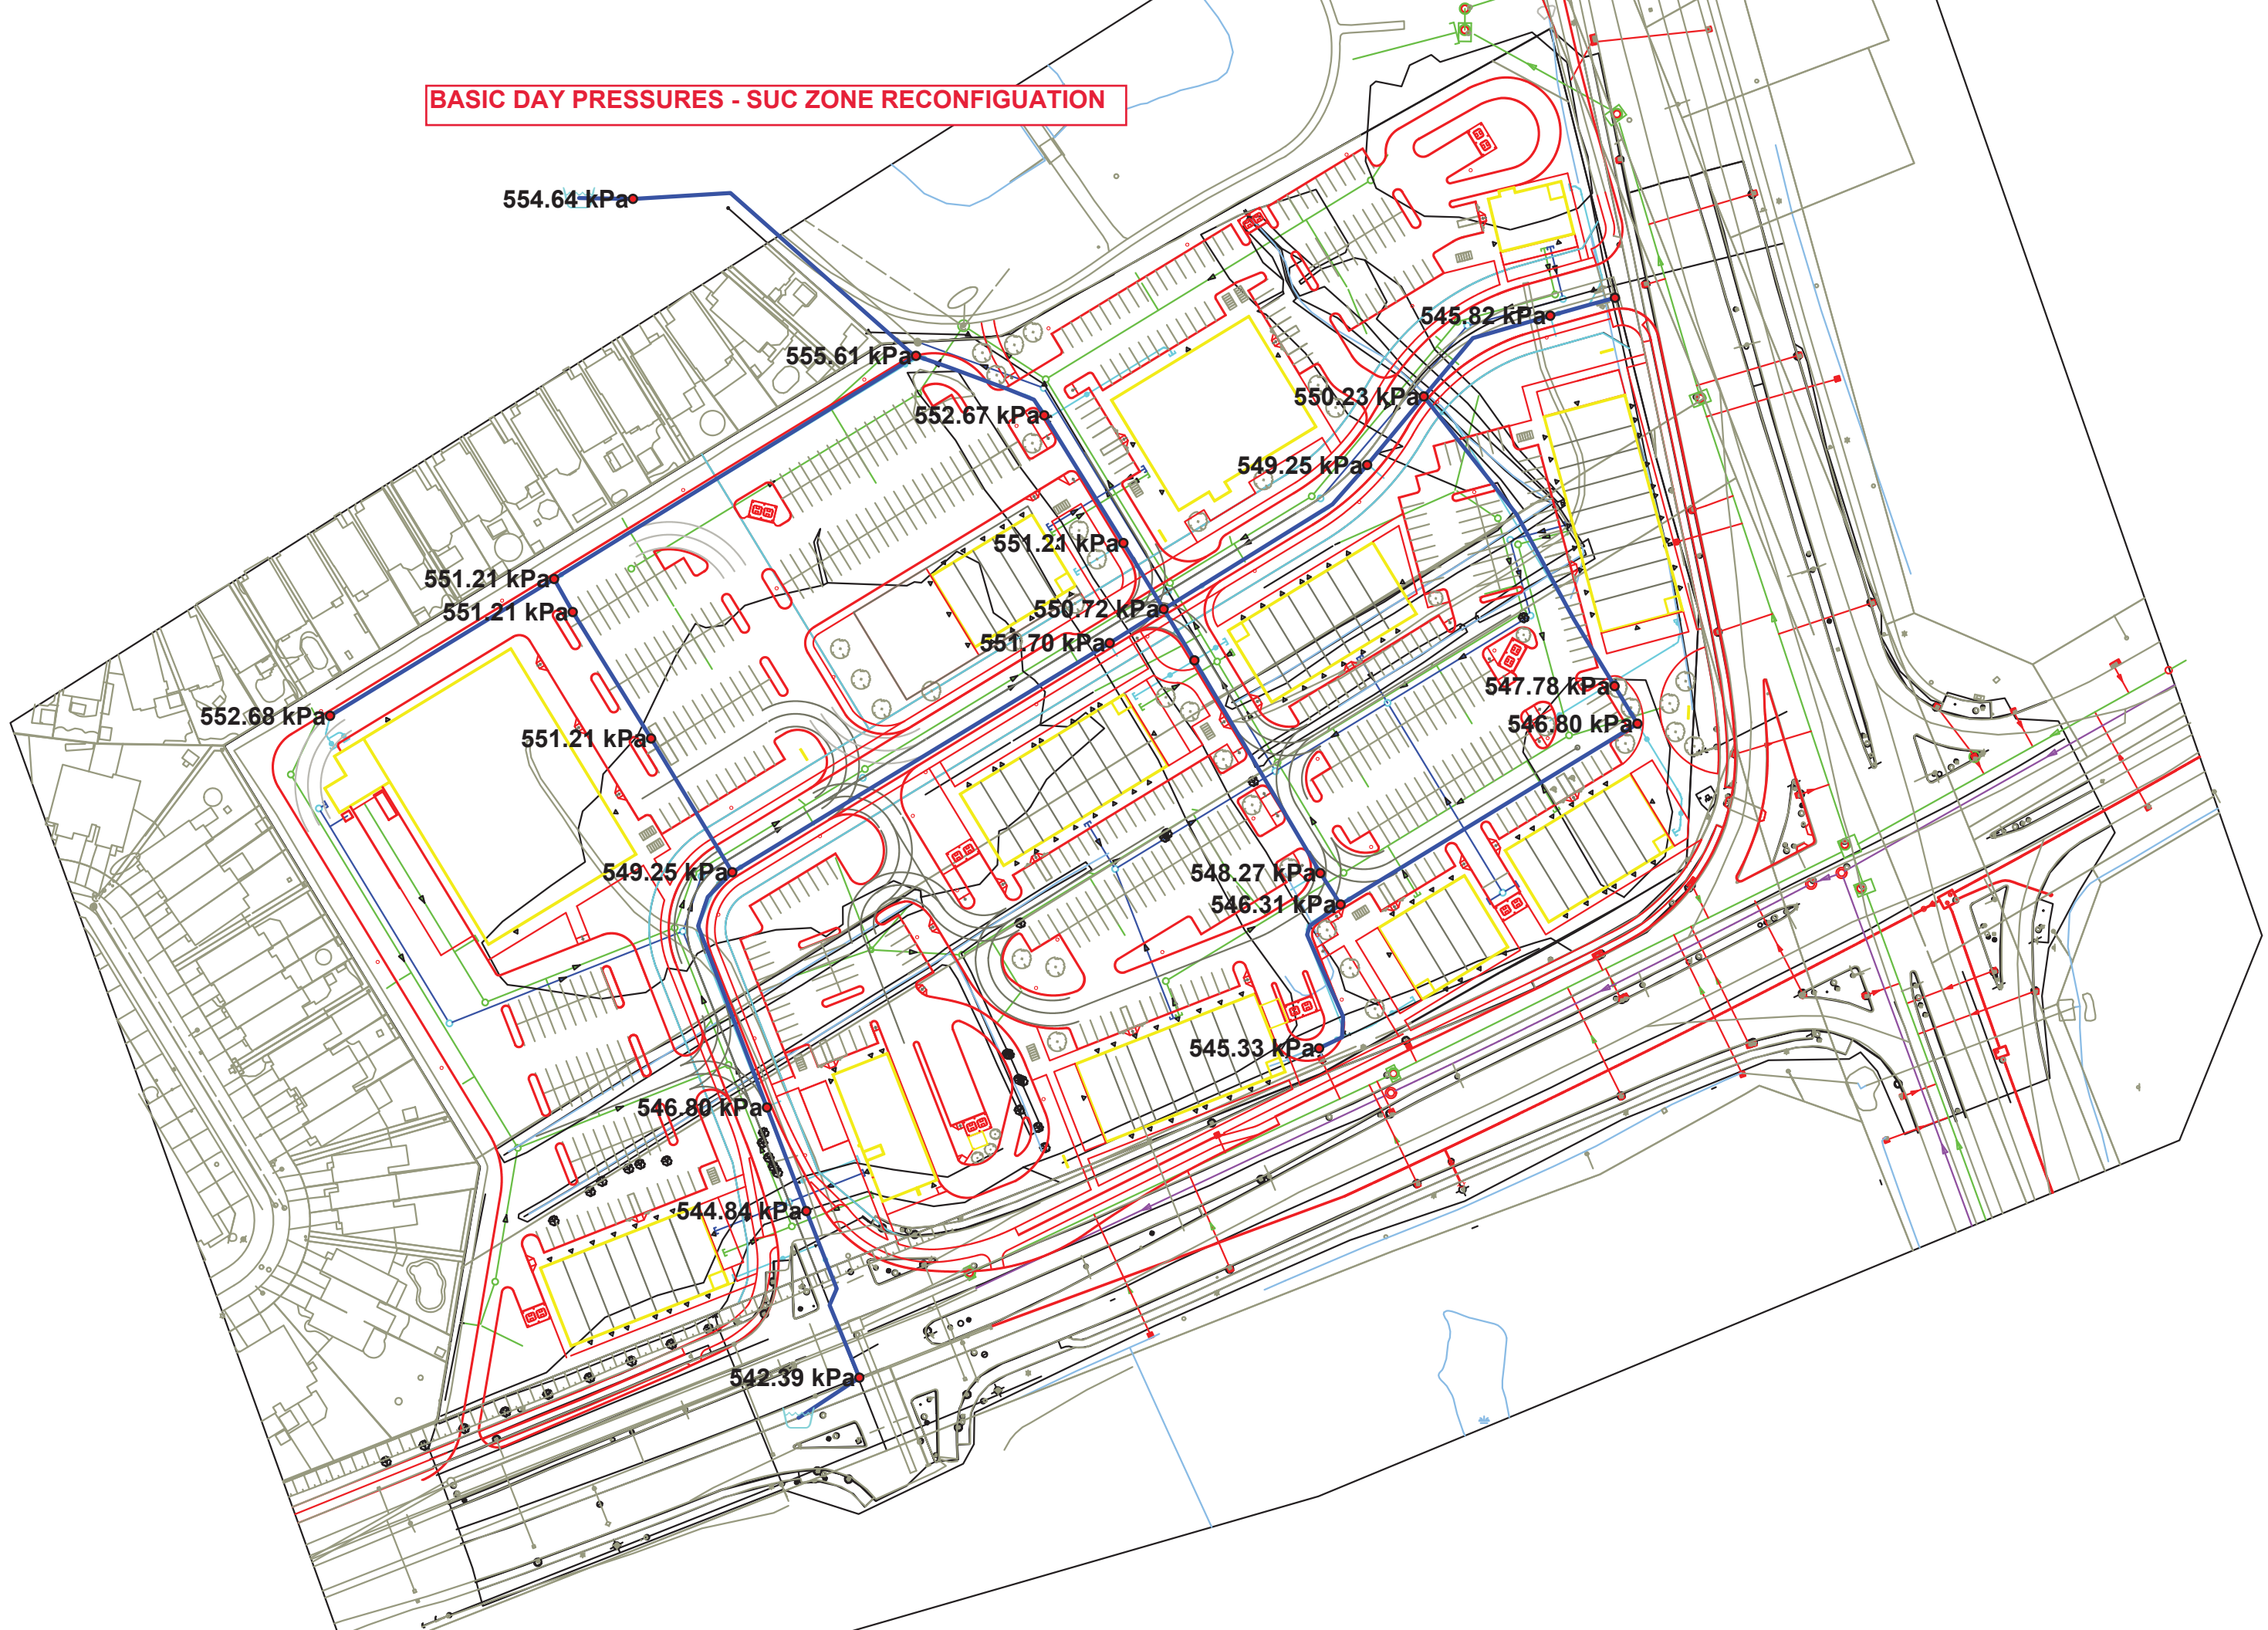 BASIC DAY PRESSURES - SUC ZONE RECONFIGUATION
554.64 kPa
545.82 kPa
555.61 kPa
550.23 kPa
552.67 kPa
549.25 kPa
551.21 kPa
551.21 kPa
551.21 kPa
550.72 kPa
551.70 kPa
547.78 kPa
552.68 kPa
546.80 kPa
551.21 kPa
549.25 kPa
548.27 kPa
546.31 kPa
545.33 kPa
546.80 kPa
544.84 kPa
542.39 kPa